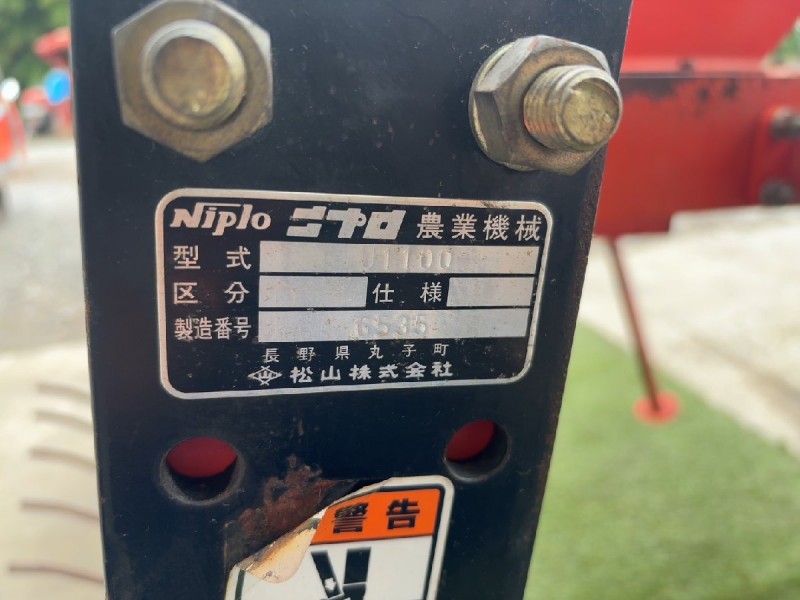 Niplo ニプロ 農業機械
型式 U1100
区分 仕様
製造番号 6535
長野県丸子町
松山株式会社
警告